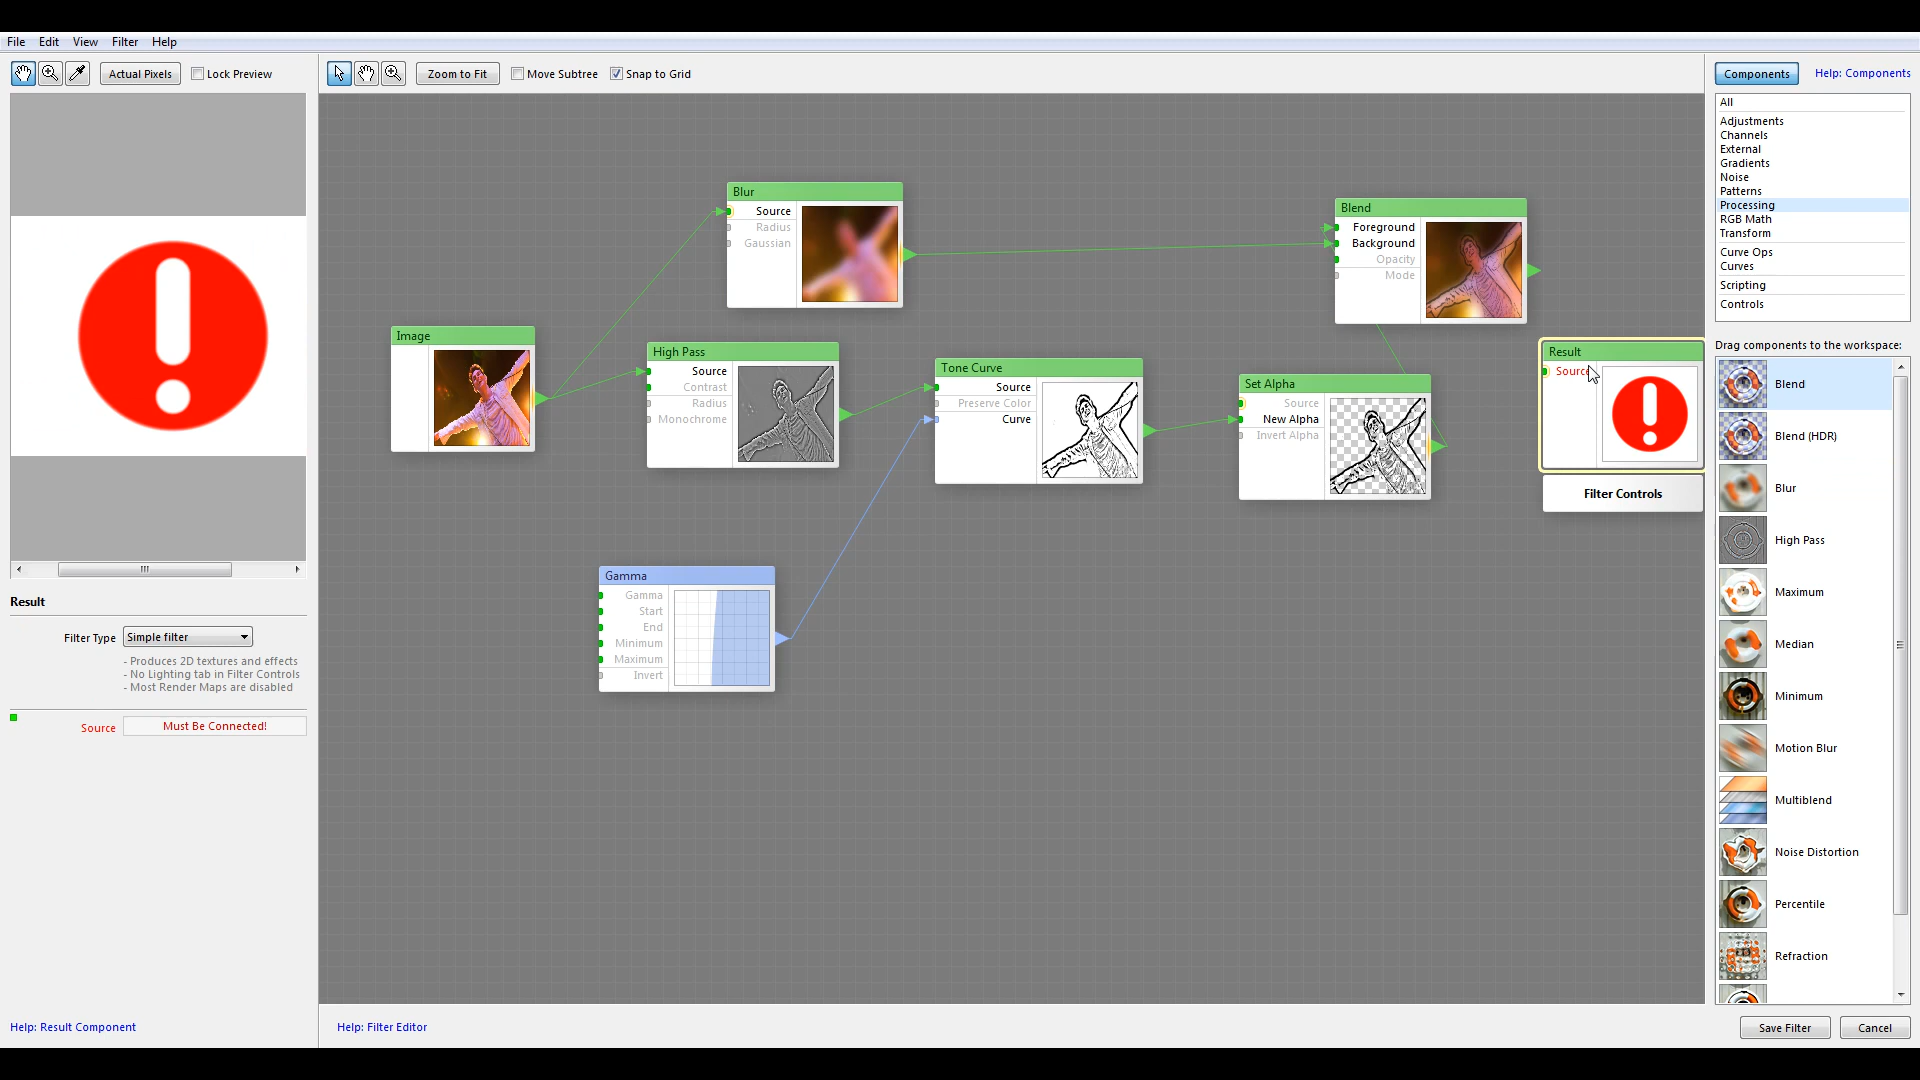 File Edit View Filter Help
Actual Pixels Lock Preview
Zoom to Fit Move Subtree Snap to Grid
Components Help: Components
All
Adjustments
Channels
External
Gradients
Noise
Patterns
Processing
RGB Math
Transform
Curve Ops
Curves
Scripting
Controls
Drag components to the workspace:
Blend
Blend (HDR)
Blur
High Pass
Maximum
Median
Minimum
Motion Blur
Multiblend
Noise Distortion
Percentile
Refraction
Save Filter Cancel
Blur
Source
Radius
Gaussian
Blend
Foreground
Background
Opacity
Mode
Image
High Pass
Source
Contrast
Radius
Monochrome
Tone Curve
Source
Preserve Color
Curve
Set Alpha
Source
New Alpha
Invert Alpha
Result
Source
Filter Controls
Gamma
Gamma
Start
End
Minimum
Maximum
Invert
Result
Filter Type Simple filter
- Produces 2D textures and effects
- No Lighting tab in Filter Controls
- Most Render Maps are disabled
Source Must Be Connected!
Help: Result Component
Help: Filter Editor